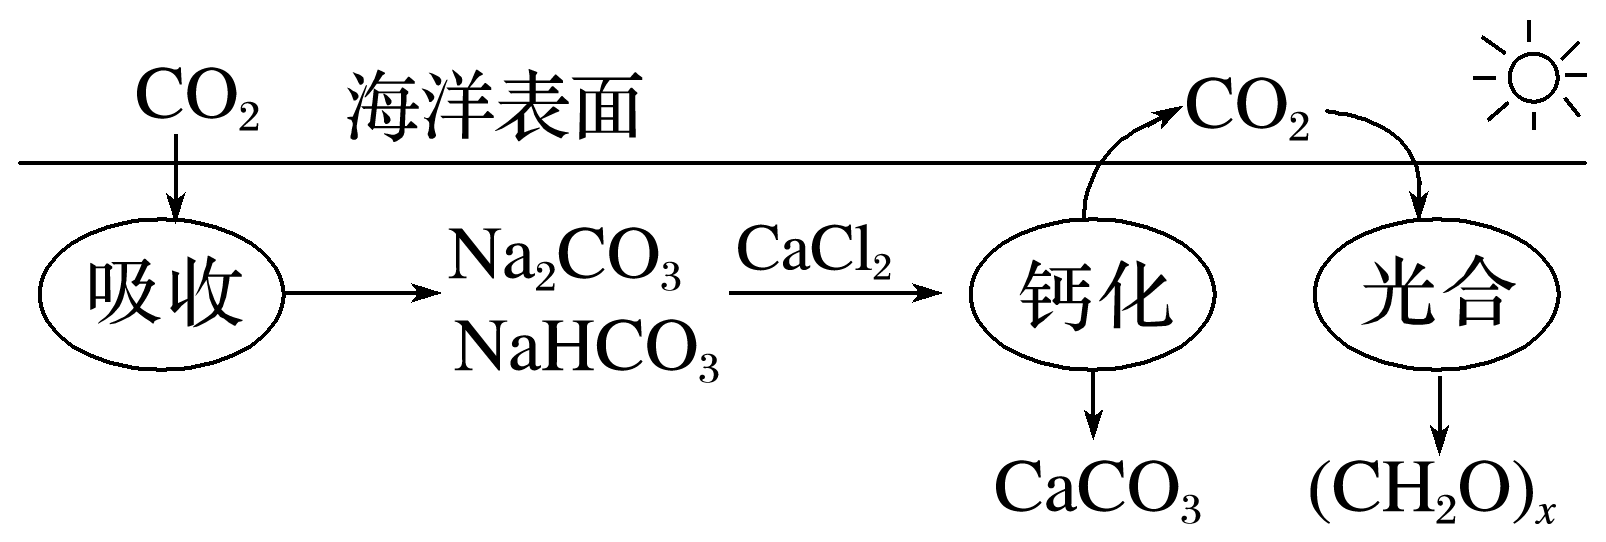 CO₂ 海洋表面 CO₂
吸收 Na₂CO₃ CaCl₂ 钙化 光合
NaHCO₃
CaCO₃ (CH₂O)ₓ